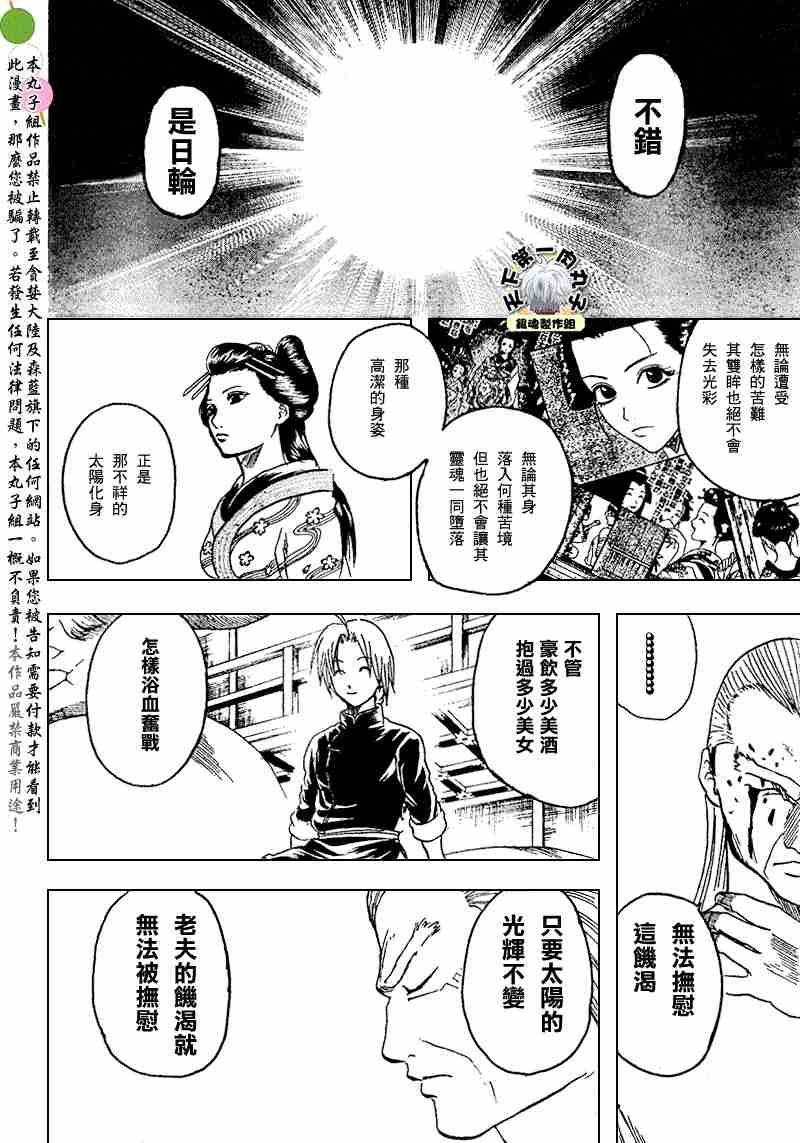 不錯
是日輪
天下第一肉丸子
銀魂製作組
無論遭受
怎樣的苦難
其雙眸也絕不會
失去光彩
無論其身
落入何種苦境
但也絕不會讓其
靈魂一同墮落
那種
高潔的身姿
正是
那不祥的
太陽化身
………
無法撫慰
這饑渴
不管
豪飲多少美酒
抱過多少美女
怎樣浴血奮戰
只要太陽的
光輝不變
老夫的饑渴就
無法被撫慰
本丸子組作品禁止轉載至貪婪大陸及森藍旗下的任何網站。如果您被告知需要付款才能看到
此漫畫，那麼您被騙了。若發生任何法律問題，本丸子組一概不負責！本作品嚴禁商業用途！